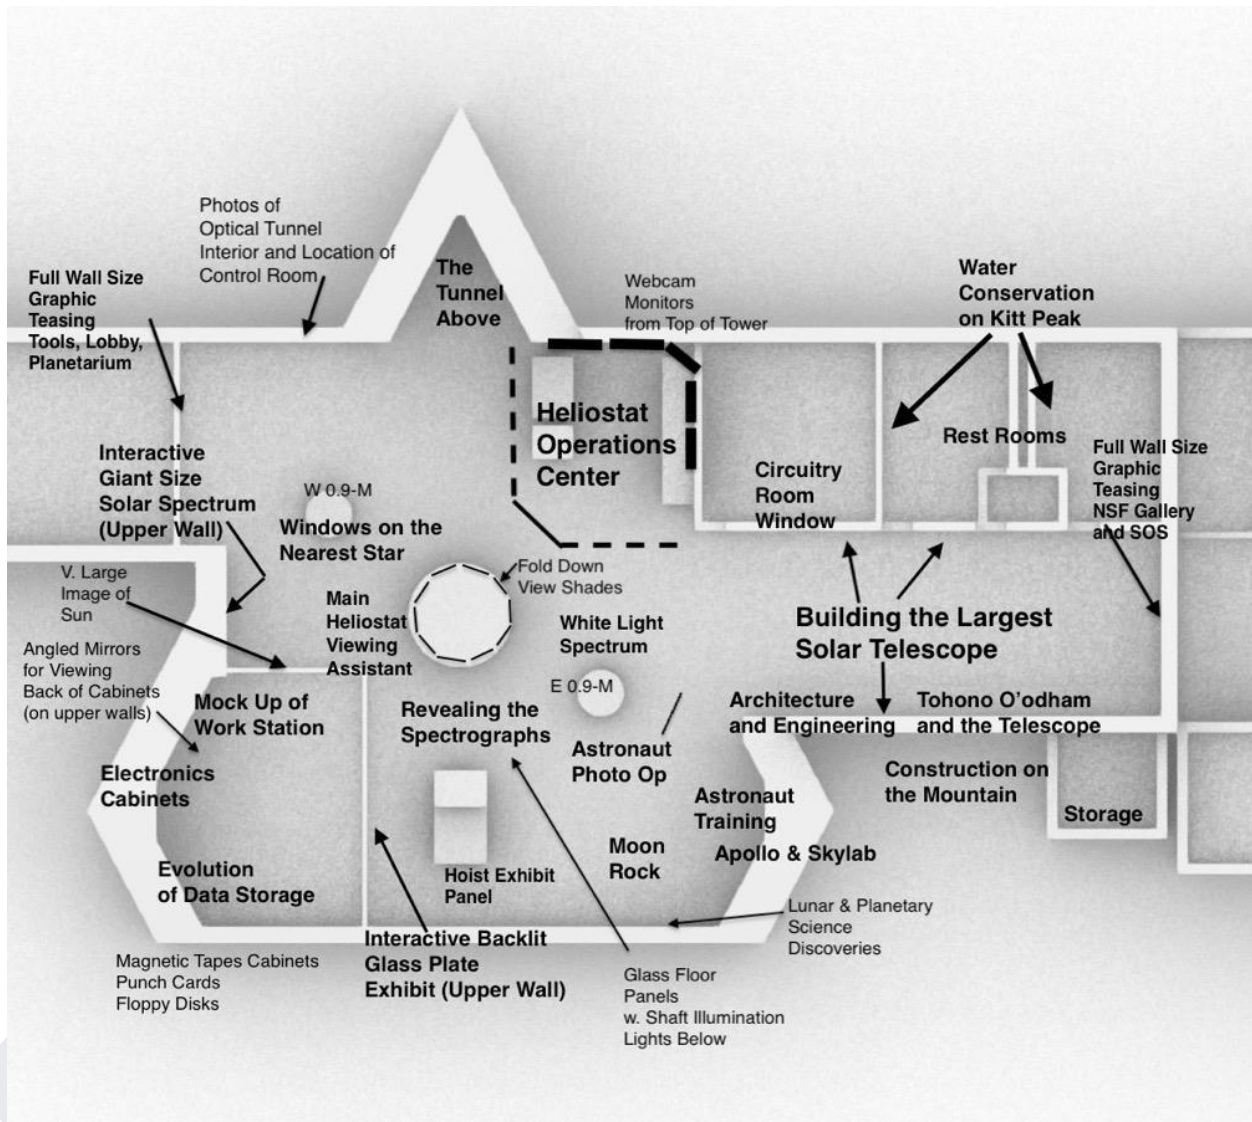 Photos of
Optical Tunnel
Interior and Location of
Control Room
Full Wall Size
Graphic
Teasing
Tools, Lobby,
Planetarium
The
Tunnel
Above
Webcam
Monitors
from Top of Tower
Water
Conservation
on Kitt Peak
Heliostat
Operations
Center
Rest Rooms
Circuitry
Room
Window
Full Wall Size
Graphic
Teasing
NSF Gallery
and SOS
Interactive
Giant Size
Solar Spectrum
(Upper Wall)
W 0.9-M
Windows on the
Nearest Star
V. Large
Image of
Sun
Fold Down
View Shades
Main
Heliostat
Viewing
Assistant
White Light
Spectrum
E 0.9-M
Building the Largest
Solar Telescope
Angled Mirrors
for Viewing
Back of Cabinets
(on upper walls)
Mock Up of
Work Station
Revealing the
Spectrographs
Architecture
and Engineering
Tohono O'odham
and the Telescope
Astronaut
Photo Op
Electronics
Cabinets
Construction on
the Mountain
Astronaut
Training
Storage
Apollo & Skylab
Moon
Rock
Evolution
of Data Storage
Hoist Exhibit
Panel
Lunar & Planetary
Science
Discoveries
Interactive Backlit
Glass Plate
Exhibit (Upper Wall)
Magnetic Tapes Cabinets
Punch Cards
Floppy Disks
Glass Floor
Panels
w. Shaft Illumination
Lights Below